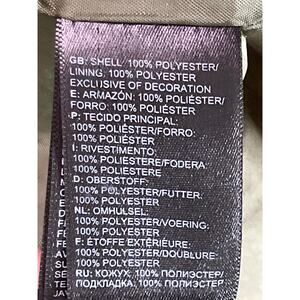 GB: SHELL: 100% POLYESTER/
LINING: 100% POLYESTER
EXCLUSIVE OF DECORATION
E: ARMAZÓN: 100% POLIÉSTER/
FORRO: 100% POLIÉSTER
P: TECIDO PRINCIPAL:
100% POLIÉSTER/FORRO:
100% POLIÉSTER
I: RIVESTIMENTO:
100% POLIESTERE/FODERA:
100% POLIESTERE
D: OBERSTOFF:
100% POLYESTER/FUTTER:
100% POLYESTER
NL: OMHULSEL:
100% POLYESTER/VOERING:
100% POLYESTER
F: ÉTOFFE EXTÉRIEUR:
100% POLYESTER/DOUBLURE:
100% POLYESTER
RU: КОЖУХ: 100% ПОЛИЭСТЕР/
ПОДКЛАДКА: 100% ПОЛИЭСТЕР